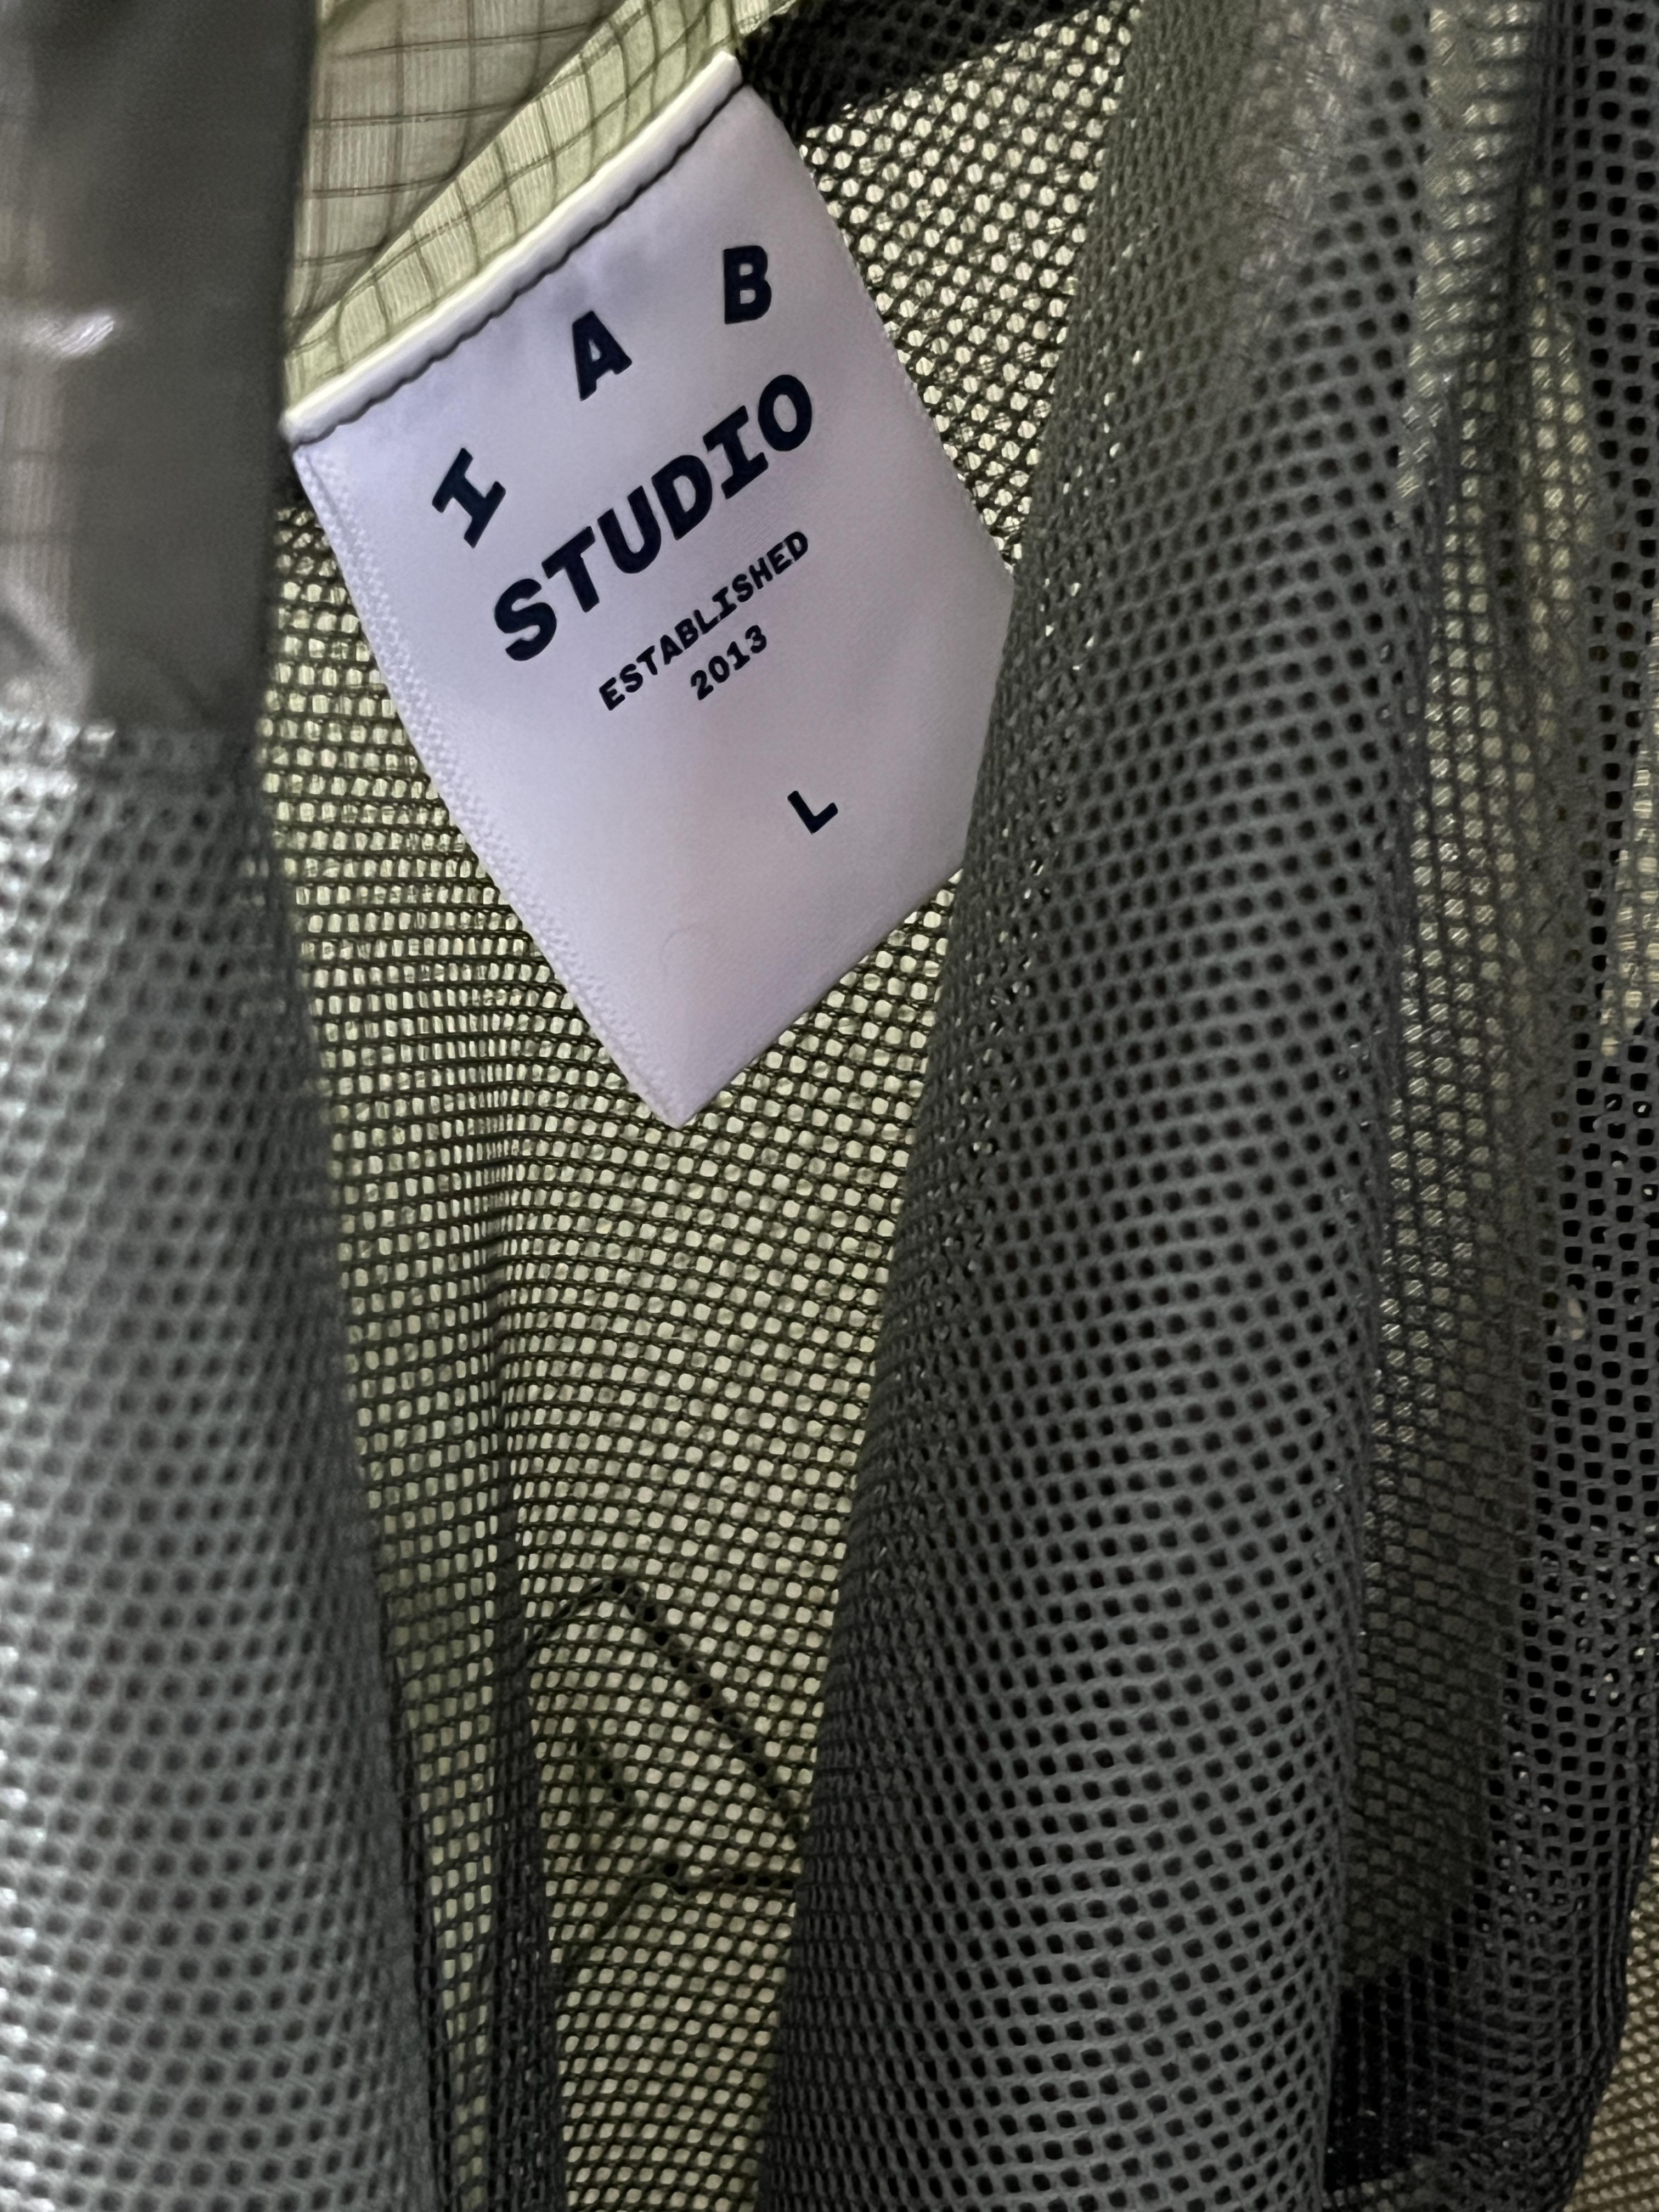 I A B
STUDIO
ESTABLISHED
2013
L